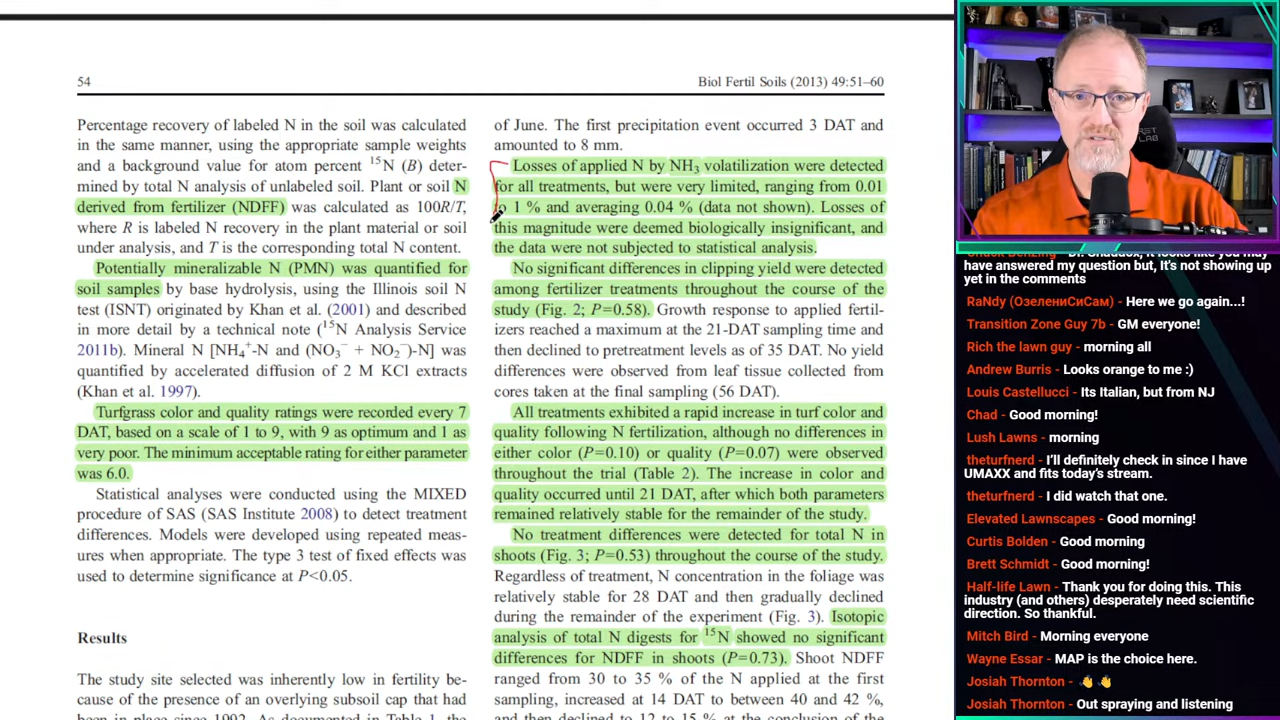 54
Biol Fertil Soils (2013) 49:51–60
Percentage recovery of labeled N in the soil was calculated
in the same manner, using the appropriate sample weights
and a background value for atom percent ¹⁵N (B) deter-
mined by total N analysis of unlabeled soil. Plant or soil N
derived from fertilizer (NDFF) was calculated as 100R/T,
where R is labeled N recovery in the plant material or soil
under analysis, and T is the corresponding total N content.
Potentially mineralizable N (PMN) was quantified for
soil samples by base hydrolysis, using the Illinois soil N
test (ISNT) originated by Khan et al. (2001) and described
in more detail by a technical note (¹⁵N Analysis Service
2011b). Mineral N [NH₄⁺-N and (NO₃⁻ + NO₂⁻)-N] was
quantified by accelerated diffusion of 2 M KCl extracts
(Khan et al. 1997).
Turfgrass color and quality ratings were recorded every 7
DAT, based on a scale of 1 to 9, with 9 as optimum and 1 as
very poor. The minimum acceptable rating for either parameter
was 6.0.
Statistical analyses were conducted using the MIXED
procedure of SAS (SAS Institute 2008) to detect treatment
differences. Models were developed using repeated meas-
ures when appropriate. The type 3 test of fixed effects was
used to determine significance at P<0.05.
Results
The study site selected was inherently low in fertility be-
cause of the presence of an overlying subsoil cap that had
been in place since 1992. As documented in Table 1, the
of June. The first precipitation event occurred 3 DAT and
amounted to 8 mm.
Losses of applied N by NH₃ volatilization were detected
for all treatments, but were very limited, ranging from 0.01
to 1 % and averaging 0.04 % (data not shown). Losses of
this magnitude were deemed biologically insignificant, and
the data were not subjected to statistical analysis.
No significant differences in clipping yield were detected
among fertilizer treatments throughout the course of the
study (Fig. 2; P=0.58). Growth response to applied fertil-
izers reached a maximum at the 21-DAT sampling time and
then declined to pretreatment levels as of 35 DAT. No yield
differences were observed from leaf tissue collected from
cores taken at the final sampling (56 DAT).
All treatments exhibited a rapid increase in turf color and
quality following N fertilization, although no differences in
either color (P=0.10) or quality (P=0.07) were observed
throughout the trial (Table 2). The increase in color and
quality occurred until 21 DAT, after which both parameters
remained relatively stable for the remainder of the study.
No treatment differences were detected for total N in
shoots (Fig. 3; P=0.53) throughout the course of the study.
Regardless of treatment, N concentration in the foliage was
relatively stable for 28 DAT and then gradually declined
during the remainder of the experiment (Fig. 3). Isotopic
analysis of total N digests for ¹⁵N showed no significant
differences for NDFF in shoots (P=0.73). Shoot NDFF
ranged from 30 to 35 % of the N applied at the first
sampling, increased at 14 DAT to between 40 and 42 %,
and then declined to 12 to 15 % at the conclusion of the
have answered my question but, it's not showing up
yet in the comments
RaNdy (ОзелениСиСам) - Here we go again...!
Transition Zone Guy 7b - GM everyone!
Rich the lawn guy - morning all
Andrew Burris - Looks orange to me :)
Louis Castellucci - Its Italian, but from NJ
Chad - Good morning!
Lush Lawns - morning
theturfnerd - I'll definitely check in since I have
UMAXX and fits today's stream.
theturfnerd - I did watch that one.
Elevated Lawnscapes - Good morning!
Curtis Bolden - Good morning
Brett Schmidt - Good morning!
Half-life Lawn - Thank you for doing this. This
industry (and others) desperately need scientific
direction. So thankful.
Mitch Bird - Morning everyone
Wayne Essar - MAP is the choice here.
Josiah Thornton - 👋 👋
Josiah Thornton - Out spraying and listening